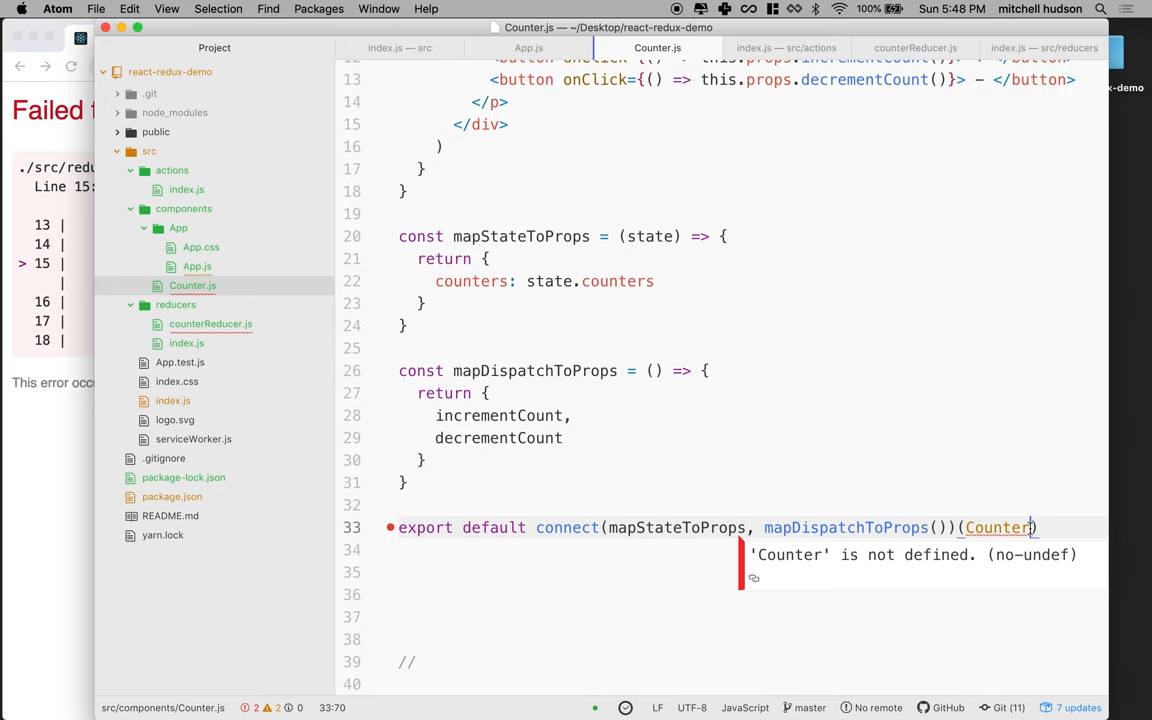 Atom File Edit View Selection Find Packages Window Help 100% Sun 5:48 PM mitchell hudson
Counter.js — ~/Desktop/react-redux-demo
Project
index.js — src
App.js
Counter.js
index.js — src/actions
counterReducer.js
index.js — src/reducers
react-redux-demo
.git
node_modules
public
src
actions
index.js
components
App
App.css
App.js
Counter.js
reducers
counterReducer.js
index.js
App.test.js
index.css
index.js
logo.svg
serviceWorker.js
.gitignore
package-lock.json
package.json
README.md
yarn.lock
Failed
./src/redu
Line 15:
13 |
14 |
> 15 |
|
16 |
17 |
18 |
This error occ
12 <button onClick={() => this.props.incrementCount()}> + </button>
13 <button onClick={() => this.props.decrementCount()}> - </button>
14 </p>
15 </div>
16 )
17 }
18 }
19
20 const mapStateToProps = (state) => {
21 return {
22 counters: state.counters
23 }
24 }
25
26 const mapDispatchToProps = () => {
27 return {
28 incrementCount,
29 decrementCount
30 }
31 }
32
33 export default connect(mapStateToProps, mapDispatchToProps())(Counter)
'Counter' is not defined. (no-undef)
34
35
36
37
38
39 //
40
x-demo
src/components/Counter.js 2 2 0 33:70 LF UTF-8 JavaScript master No remote GitHub Git (11) 7 updates